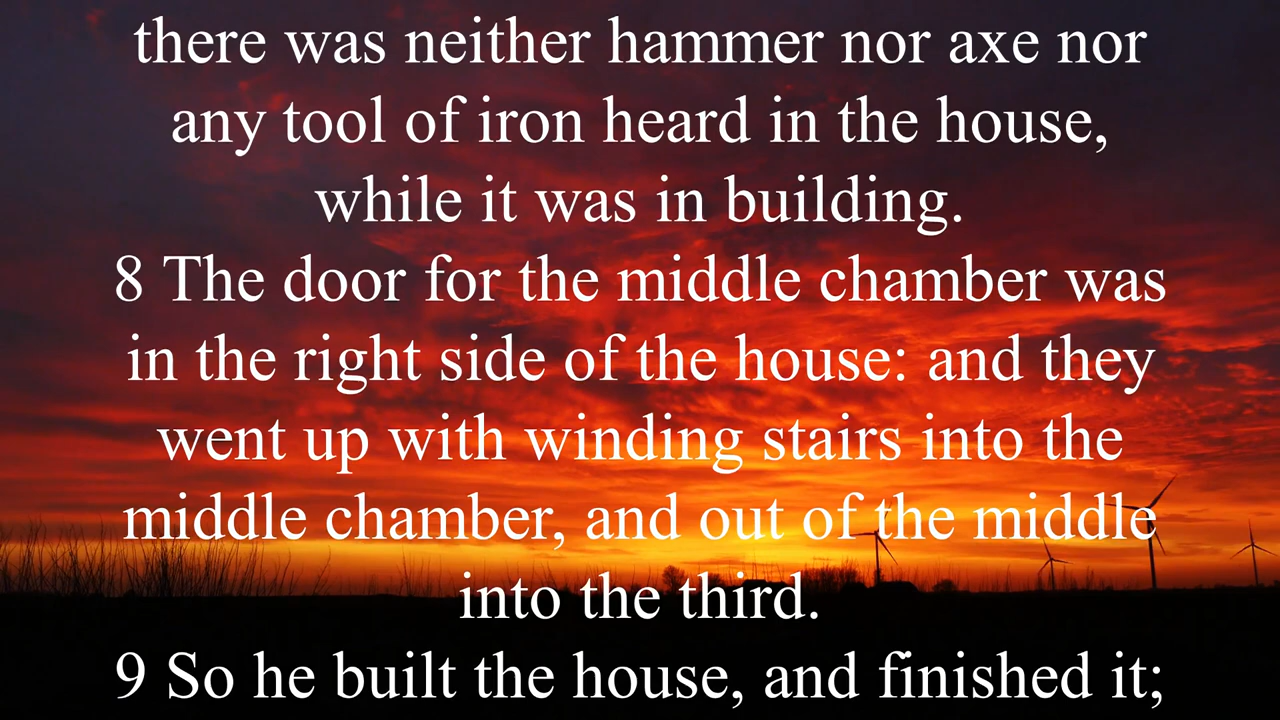 there was neither hammer nor axe nor
any tool of iron heard in the house,
while it was in building.
8 The door for the middle chamber was
in the right side of the house: and they
went up with winding stairs into the
middle chamber, and out of the middle
into the third.
9 So he built the house, and finished it;